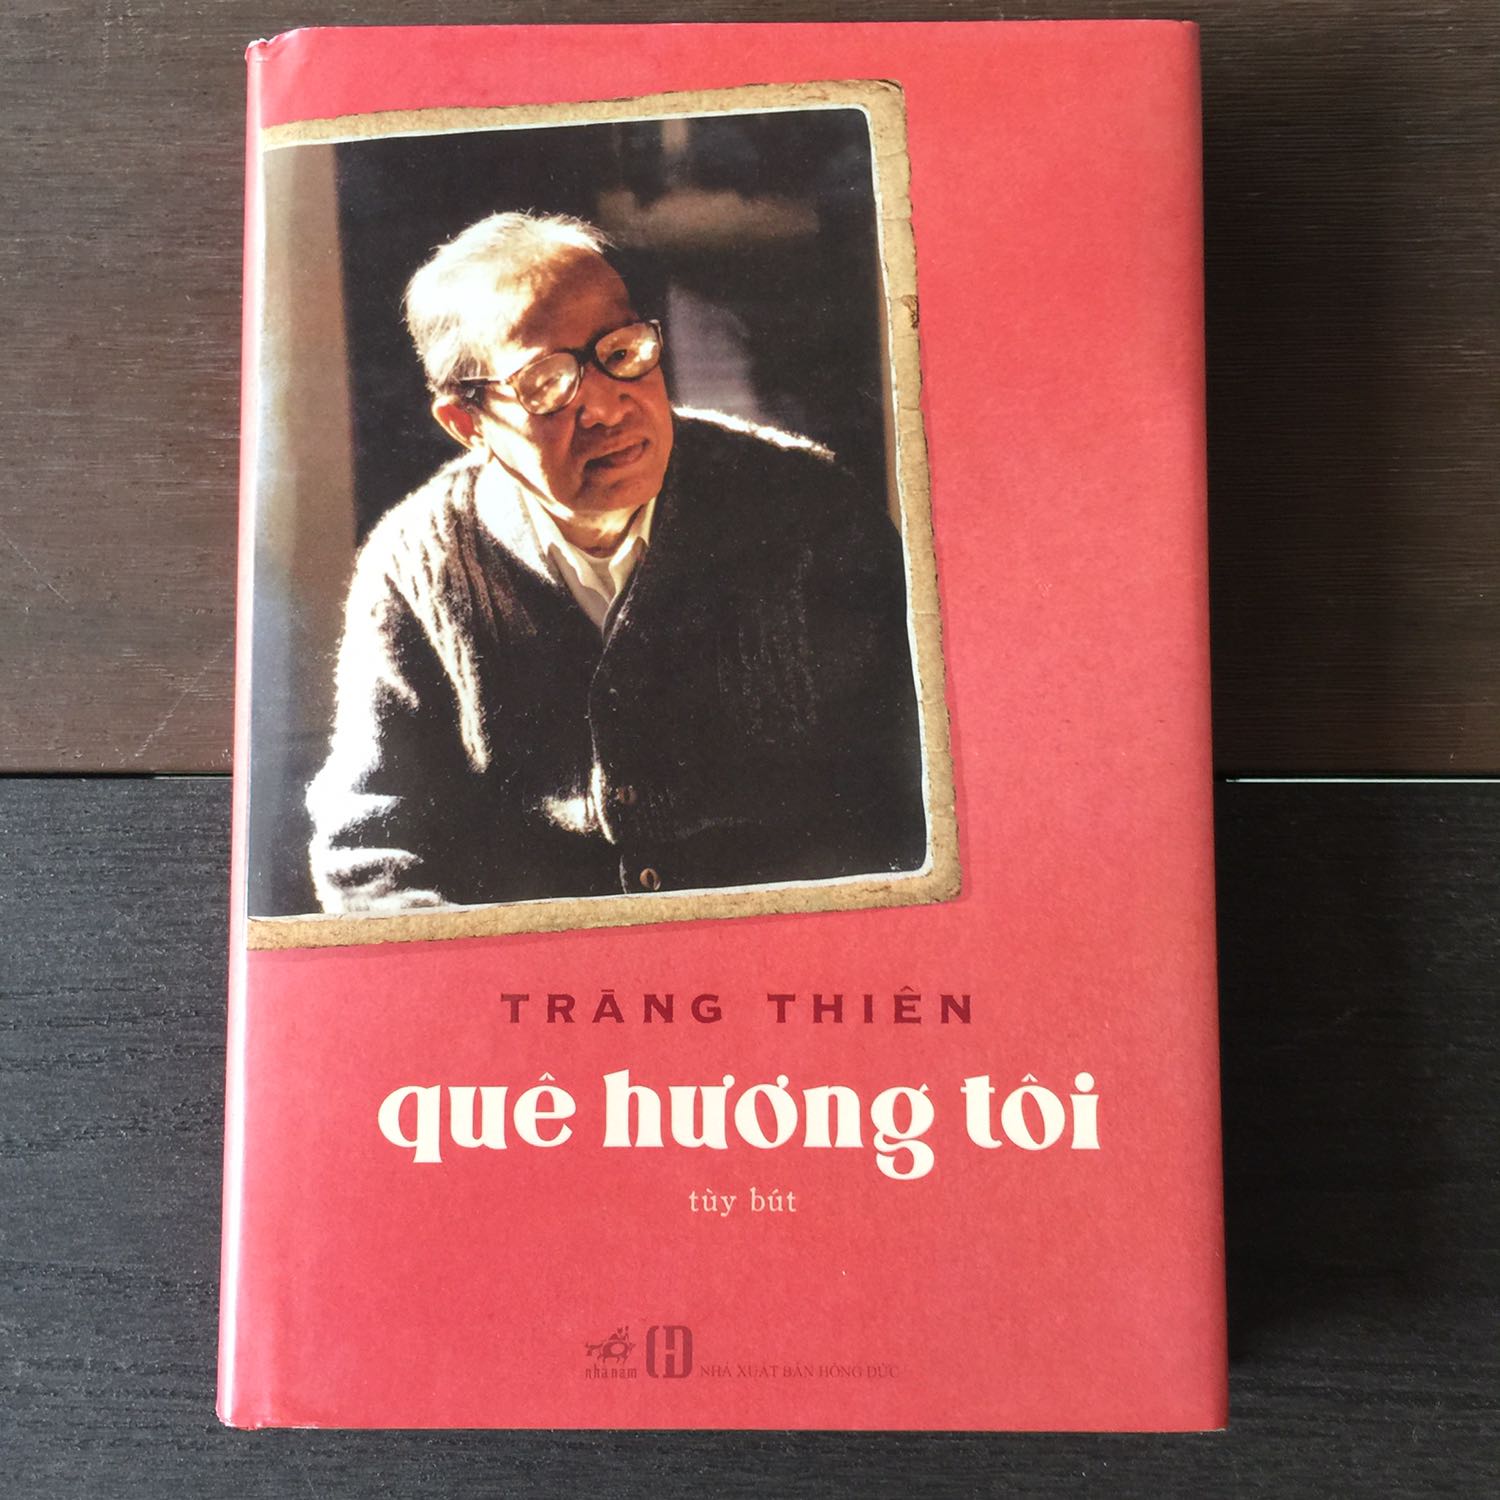 TRÀNG THIÊN
quê hương tôi
tùy bút
nhã nam
NHÀ XUẤT BẢN HỒNG ĐỨC